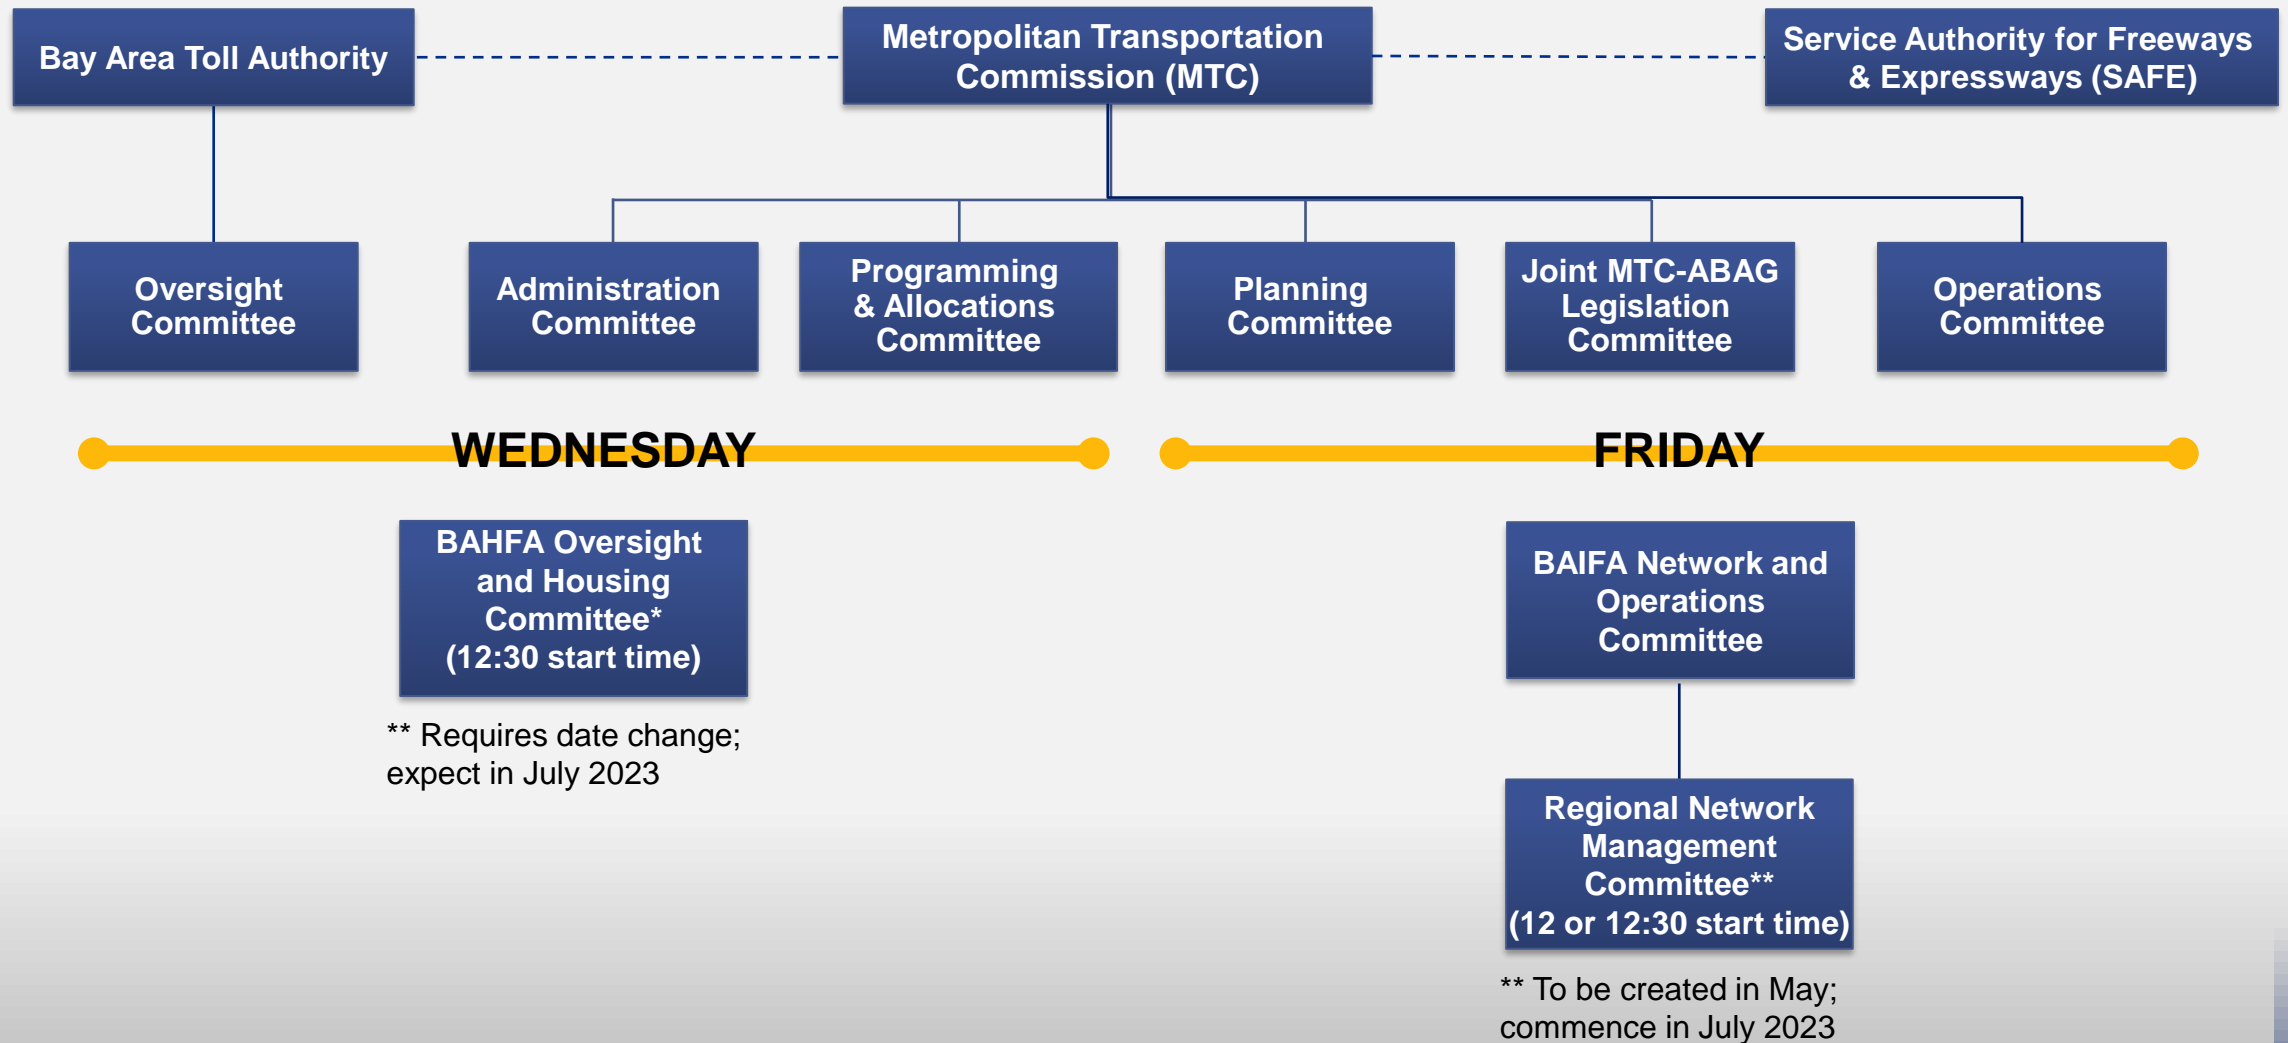 Bay Area Toll Authority
Metropolitan Transportation
Commission (MTC)
Service Authority for Freeways
& Expressways (SAFE)
Oversight
Committee
Administration
Committee
Programming
& Allocations
Committee
Planning
Committee
Joint MTC-ABAG
Legislation
Committee
Operations
Committee
WEDNESDAY
FRIDAY
BAHFA Oversight
and Housing
Committee*
(12:30 start time)
** Requires date change;
expect in July 2023
BAIFA Network and
Operations
Committee
Regional Network
Management
Committee**
(12 or 12:30 start time)
** To be created in May;
commence in July 2023